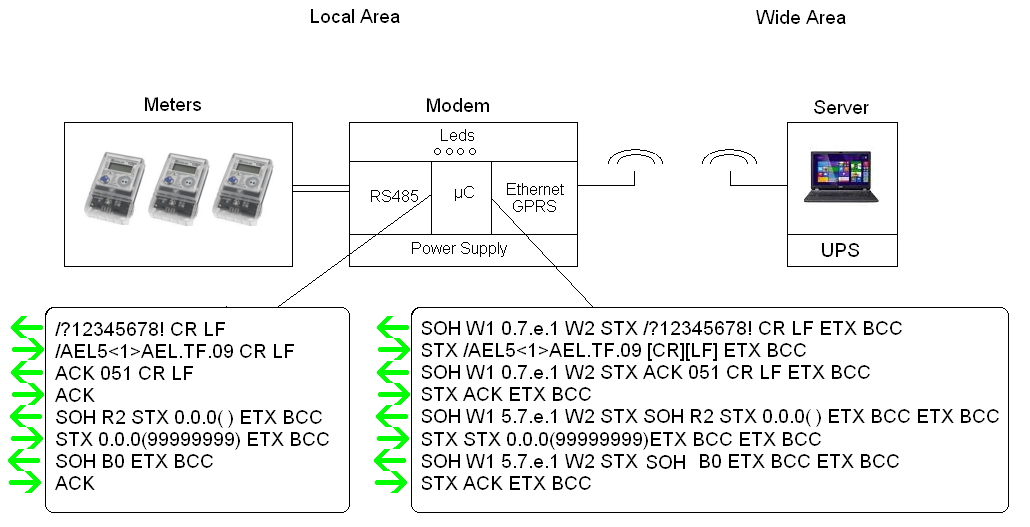 Local Area
Wide Area
Meters
Modem
Server
Leds
RS485
µC
Ethernet
GPRS
Power Supply
UPS
/?12345678! CR LF
/AEL5<1>AEL.TF.09 CR LF
ACK 051 CR LF
ACK
SOH R2 STX 0.0.0( ) ETX BCC
STX 0.0.0(99999999) ETX BCC
SOH B0 ETX BCC
ACK
SOH W1 0.7.e.1 W2 STX /?12345678! CR LF ETX BCC
STX /AEL5<1>AEL.TF.09 [CR][LF] ETX BCC
SOH W1 0.7.e.1 W2 STX ACK 051 CR LF ETX BCC
STX ACK ETX BCC
SOH W1 5.7.e.1 W2 STX SOH R2 STX 0.0.0( ) ETX BCC ETX BCC
STX STX 0.0.0(99999999)ETX BCC ETX BCC
SOH W1 5.7.e.1 W2 STX SOH B0 ETX BCC ETX BCC
STX ACK ETX BCC